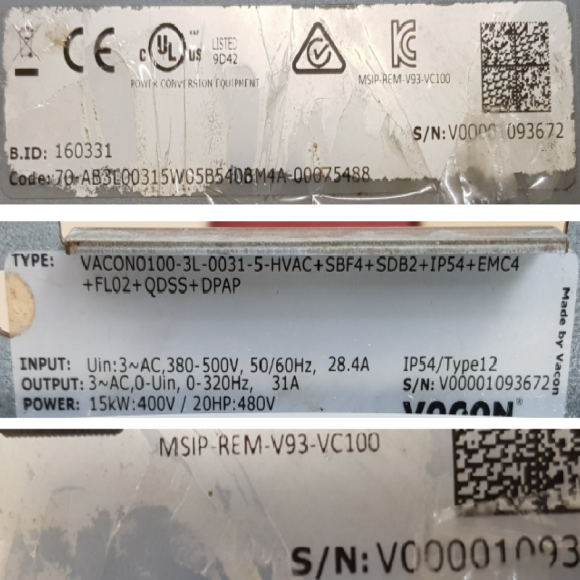 CE
C UL US
LISTED
9D42
POWER CONVERSION EQUIPMENT
MSIP-REM-V93-VC100
S/N: V00001093672
B.ID: 160331
Code: 70-AB3L00315W05B540BM4A-00075488
TYPE: VACON0100-3L-0031-5-HVAC+SBF4+SDB2+IP54+EMC4
+FL02+QDSS+DPAP
INPUT: Uin:3~AC,380-500V, 50/60Hz, 28.4A IP54/Type12
OUTPUT: 3~AC,0-Uin, 0-320Hz, 31A S/N: V00001093672
POWER: 15kW:400V / 20HP:480V VACON®
Made by Vacon
MSIP-REM-V93-VC100
S/N: V00001093